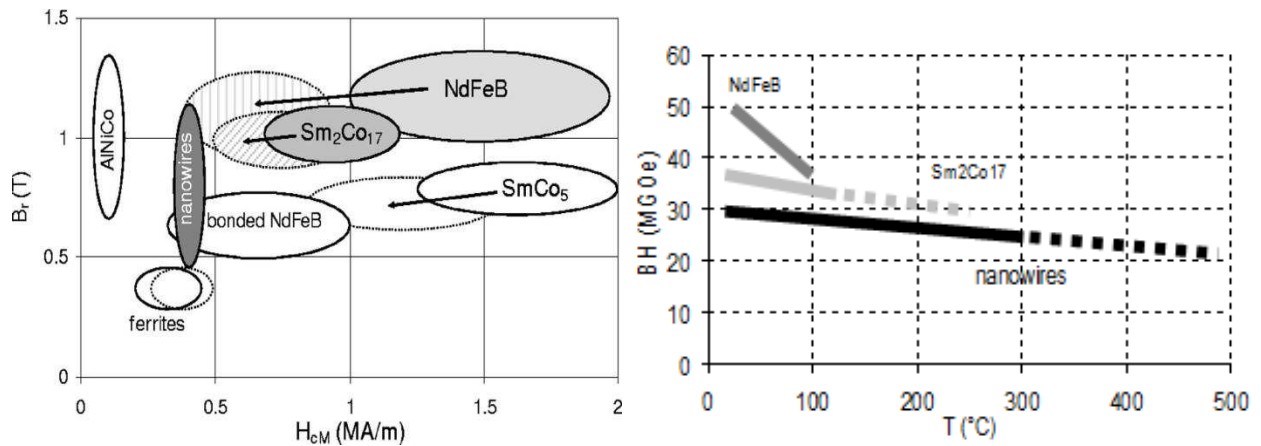 1.5
1
0.5
0
B_r (T)
AlNiCo
nanowires
NdFeB
Sm₂Co₁₇
SmCo₅
bonded NdFeB
ferrites
0
0.5
1
1.5
2
H_cM (MA/m)
60
50
40
30
20
10
0
BH (MGOe)
NdFeB
Sm2Co17
nanowires
0
100
200
300
400
500
T (°C)